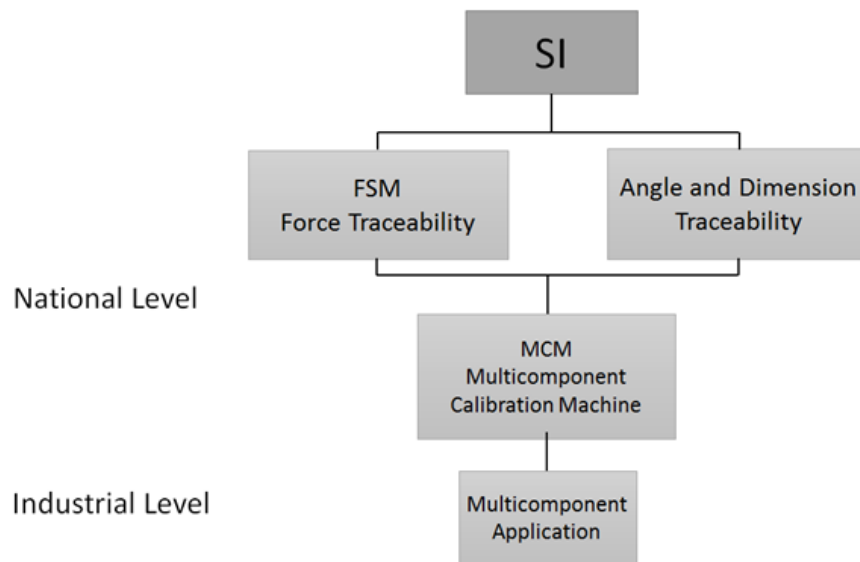 SI
FSM
Force Traceability
Angle and Dimension
Traceability
National Level
MCM
Multicomponent
Calibration Machine
Industrial Level
Multicomponent
Application